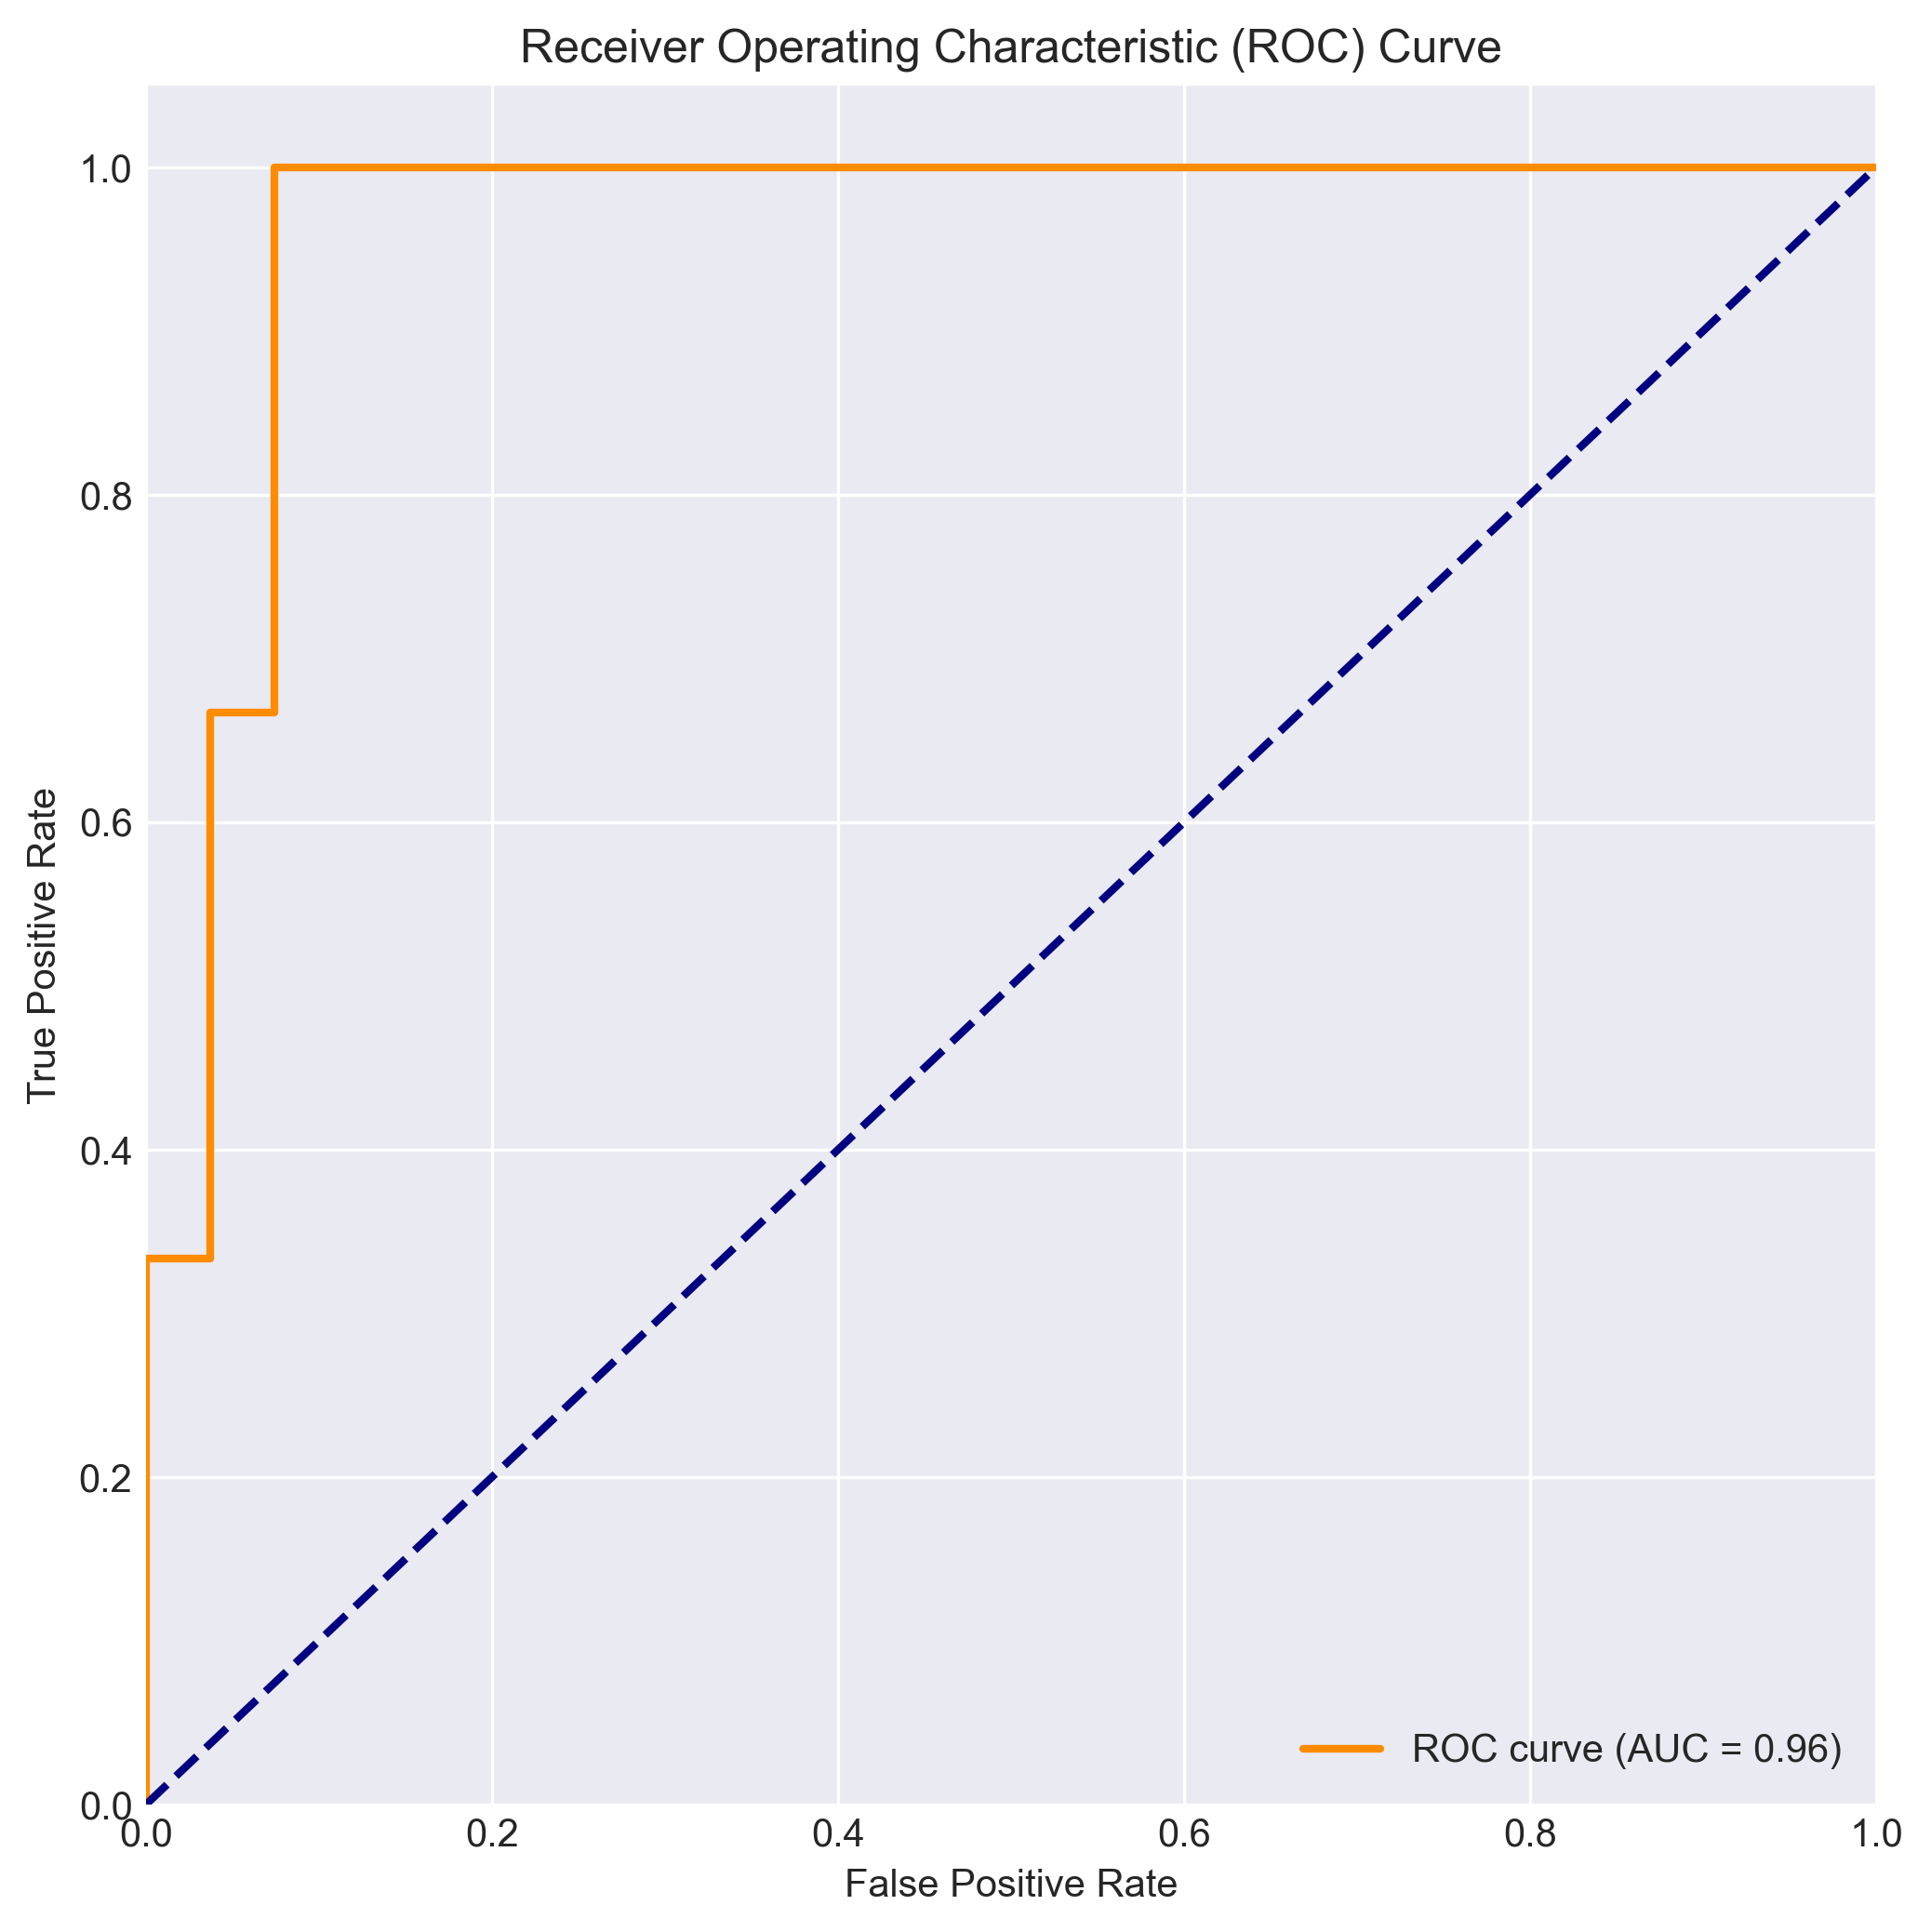 Receiver Operating Characteristic (ROC) Curve
True Positive Rate
1.0
0.8
0.6
0.4
0.2
0.0
0.0 0.2 0.4 0.6 0.8 1.0
False Positive Rate
ROC curve (AUC = 0.96)